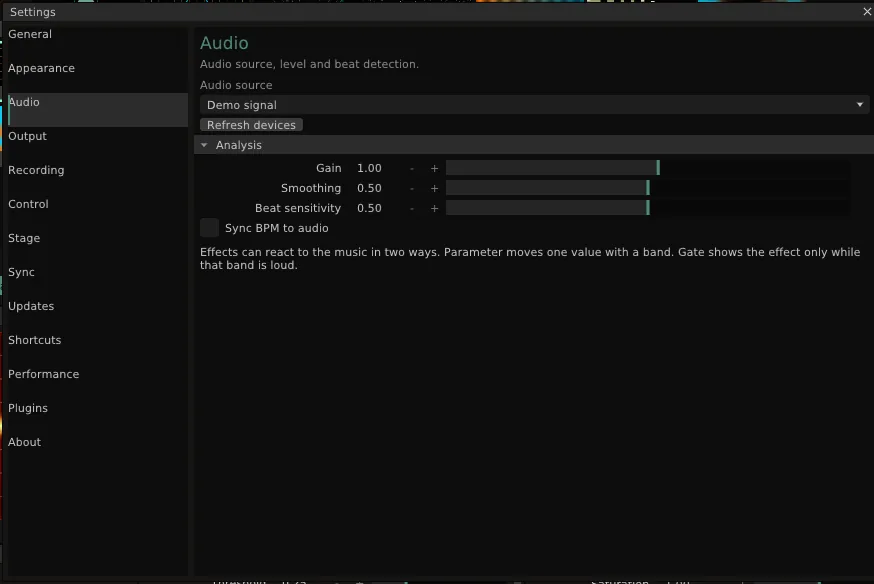 Settings
General
Appearance
Audio
Output
Recording
Control
Stage
Sync
Updates
Shortcuts
Performance
Plugins
About
Audio
Audio source, level and beat detection.
Audio source
Demo signal
Refresh devices
Analysis
Gain 1.00 - +
Smoothing 0.50 - +
Beat sensitivity 0.50 - +
Sync BPM to audio
Effects can react to the music in two ways. Parameter moves one value with a band. Gate shows the effect only while
that band is loud.